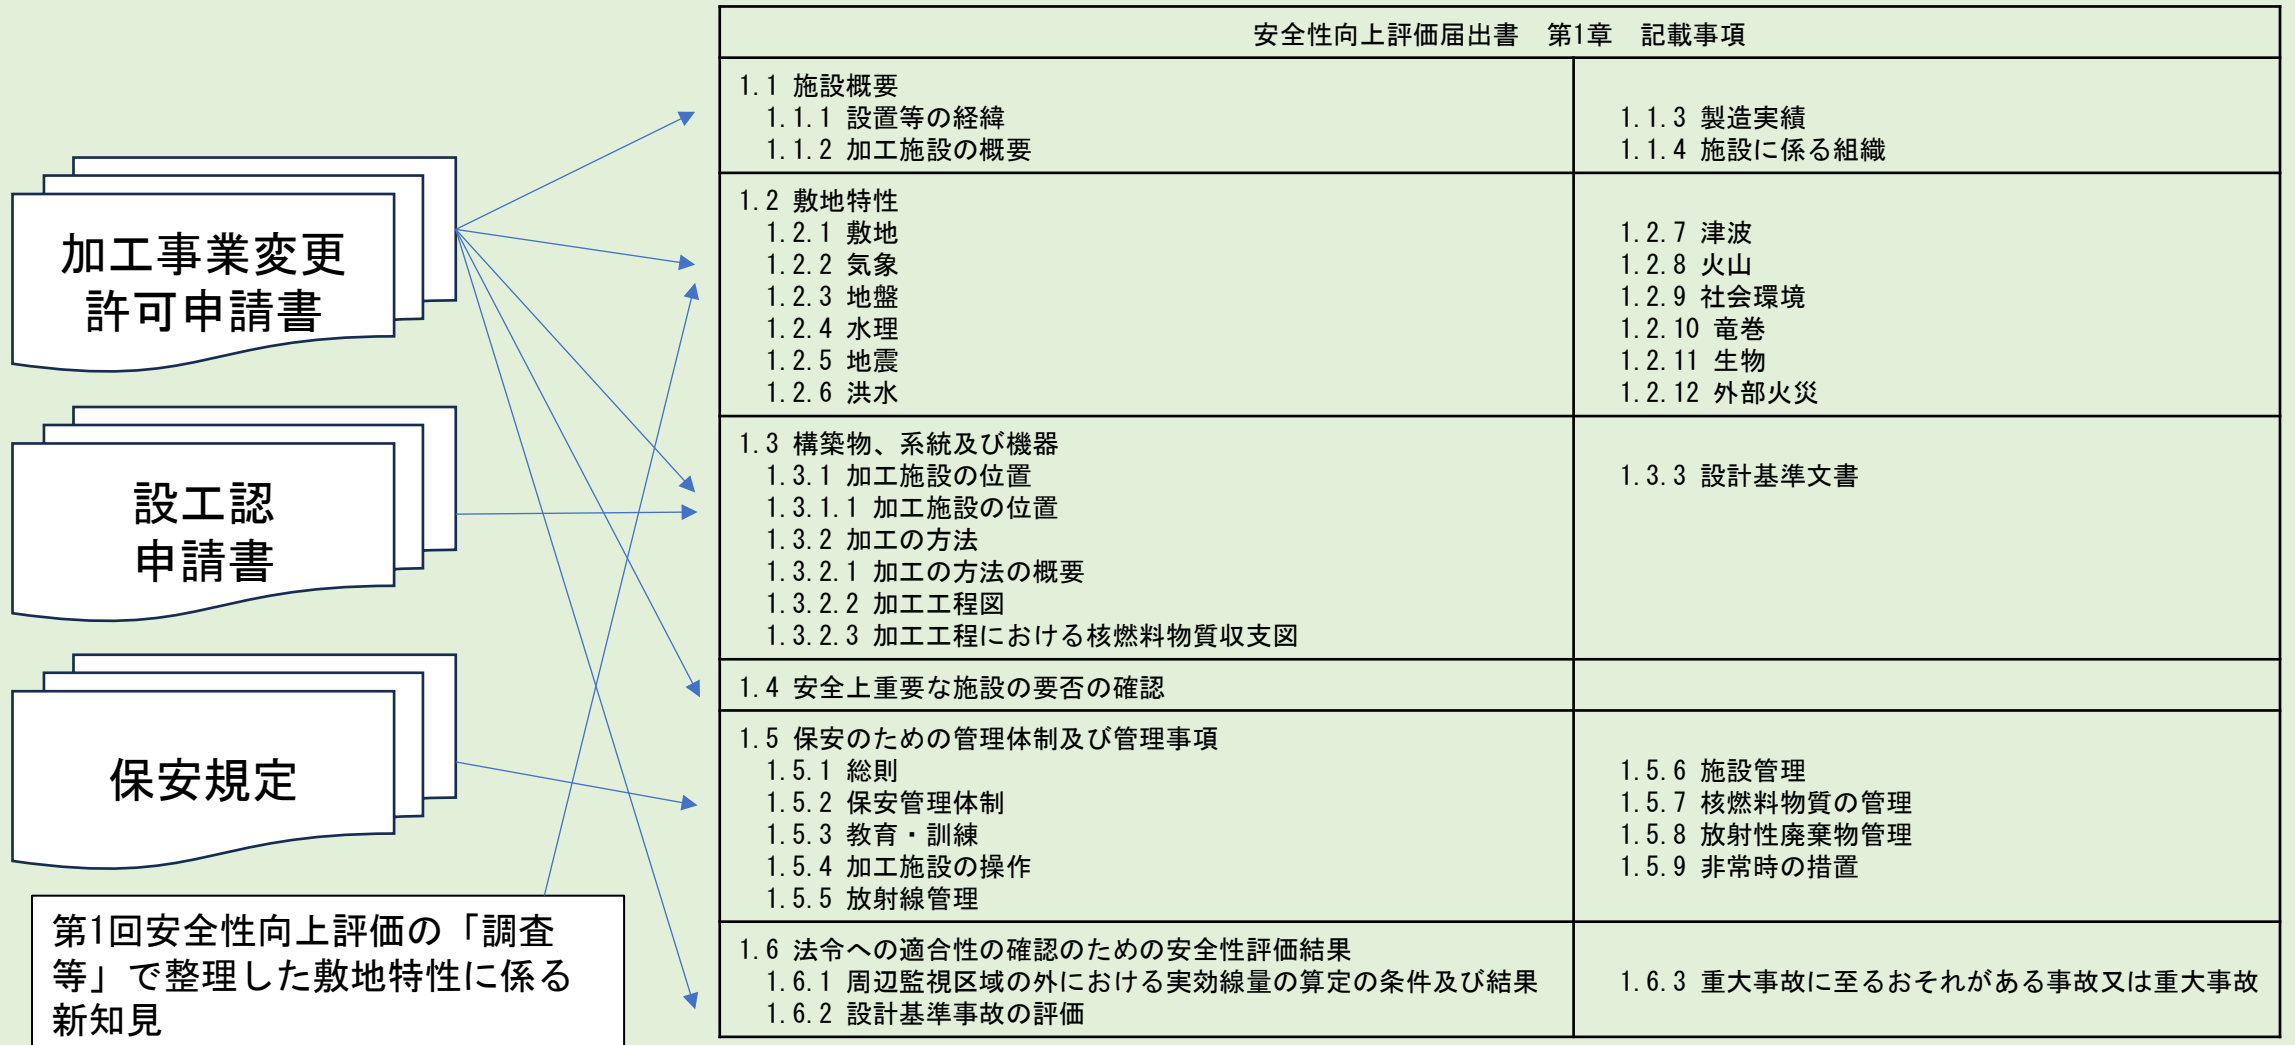 加工事業変更
許可申請書
設工認
申請書
保安規定
第1回安全性向上評価の「調査
等」で整理した敷地特性に係る
新知見
安全性向上評価届出書　第1章　記載事項
1.1 施設概要
1.1.1 設置等の経緯
1.1.2 加工施設の概要
1.1.3 製造実績
1.1.4 施設に係る組織
1.2 敷地特性
1.2.1 敷地
1.2.2 気象
1.2.3 地盤
1.2.4 水理
1.2.5 地震
1.2.6 洪水
1.2.7 津波
1.2.8 火山
1.2.9 社会環境
1.2.10 竜巻
1.2.11 生物
1.2.12 外部火災
1.3 構築物、系統及び機器
1.3.1 加工施設の位置
1.3.1.1 加工施設の位置
1.3.2 加工の方法
1.3.2.1 加工の方法の概要
1.3.2.2 加工工程図
1.3.2.3 加工工程における核燃料物質収支図
1.3.3 設計基準文書
1.4 安全上重要な施設の要否の確認
1.5 保安のための管理体制及び管理事項
1.5.1 総則
1.5.2 保安管理体制
1.5.3 教育・訓練
1.5.4 加工施設の操作
1.5.5 放射線管理
1.5.6 施設管理
1.5.7 核燃料物質の管理
1.5.8 放射性廃棄物管理
1.5.9 非常時の措置
1.6 法令への適合性の確認のための安全性評価結果
1.6.1 周辺監視区域の外における実効線量の算定の条件及び結果
1.6.2 設計基準事故の評価
1.6.3 重大事故に至るおそれがある事故又は重大事故